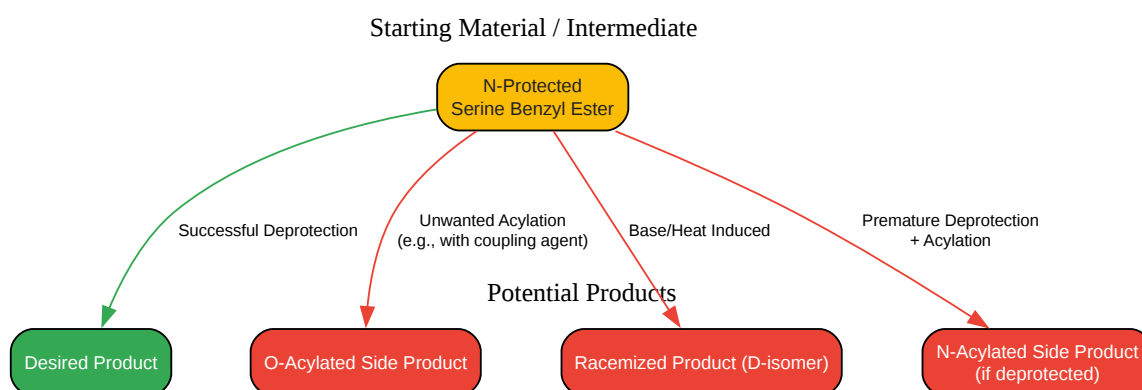 Starting Material / Intermediate
N-Protected
Serine Benzyl Ester
Successful Deprotection
Unwanted Acylation
(e.g., with coupling agent)
Base/Heat Induced
Premature Deprotection
+ Acylation
Potential Products
Desired Product
O-Acylated Side Product
Racemized Product (D-isomer)
N-Acylated Side Product
(if deprotected)